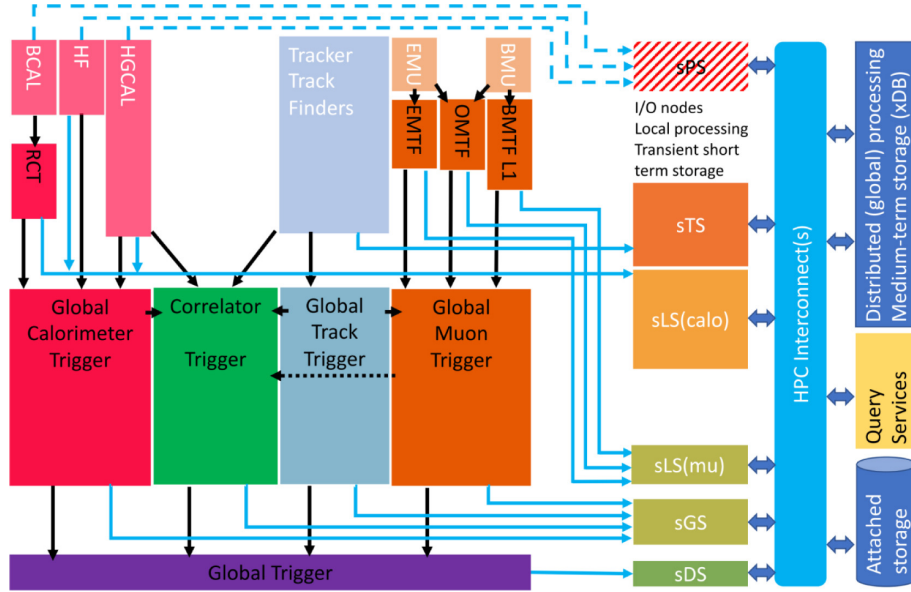 BCAL
HF
HGCAL
Tracker
Track
Finders
EMU
BMU
sPS
RCT
EMTF
OMTF
BMTF L1
I/O nodes
Local processing
Transient short
term storage
sTS
sLS(calo)
Global
Calorimeter
Trigger
Correlator
Trigger
Global
Track
Trigger
Global
Muon
Trigger
sLS(mu)
sGS
Global Trigger
sDS
HPC Interconnect(s)
Distributed (global) processing
Medium-term storage (xDB)
Query
Services
Attached
storage